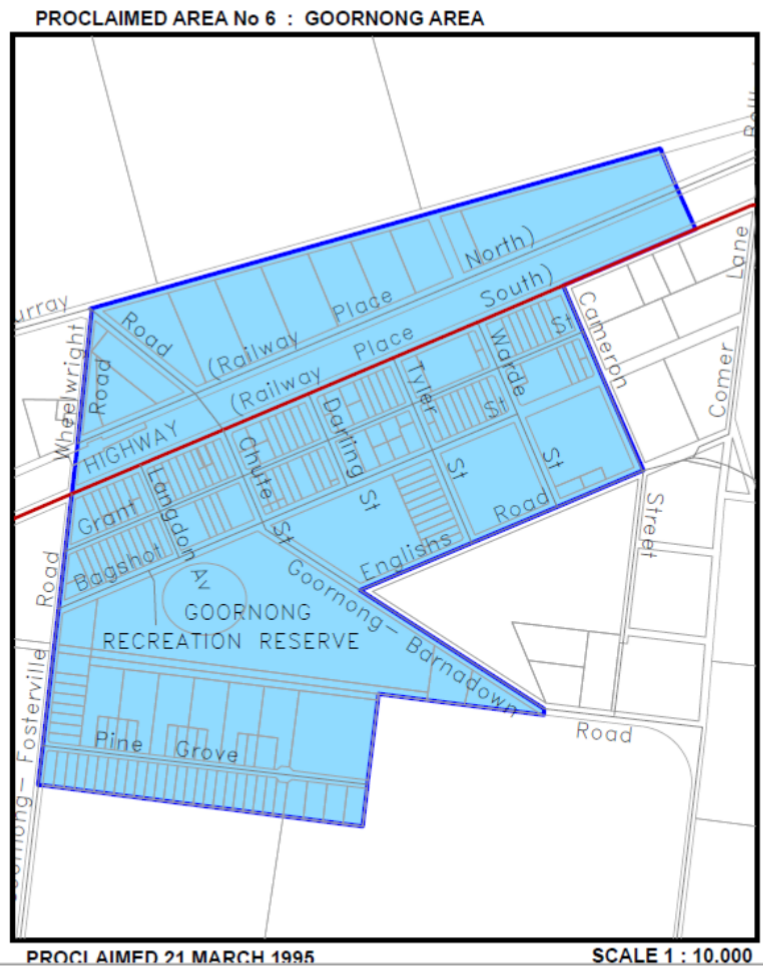 PROCLAIMED AREA No 6 : GOORNONG AREA
North)
urray
Place
South)
Lane
Road
(Railway
Place
Cameron
St
Wheelwright
Road
(Railway
Tyler
Warde
Comer
HIGHWAY
Darling
St
St
Chute
St
St
Langdon
Grant
Road
Street
St
Englishs
Bagshot
Av
Road
Goornong- Barnadown
GOORNONG
RECREATION RESERVE
Fosterville
Road
Pine Grove
PROCLAIMED 21 MARCH 1995
SCALE 1 : 10.000